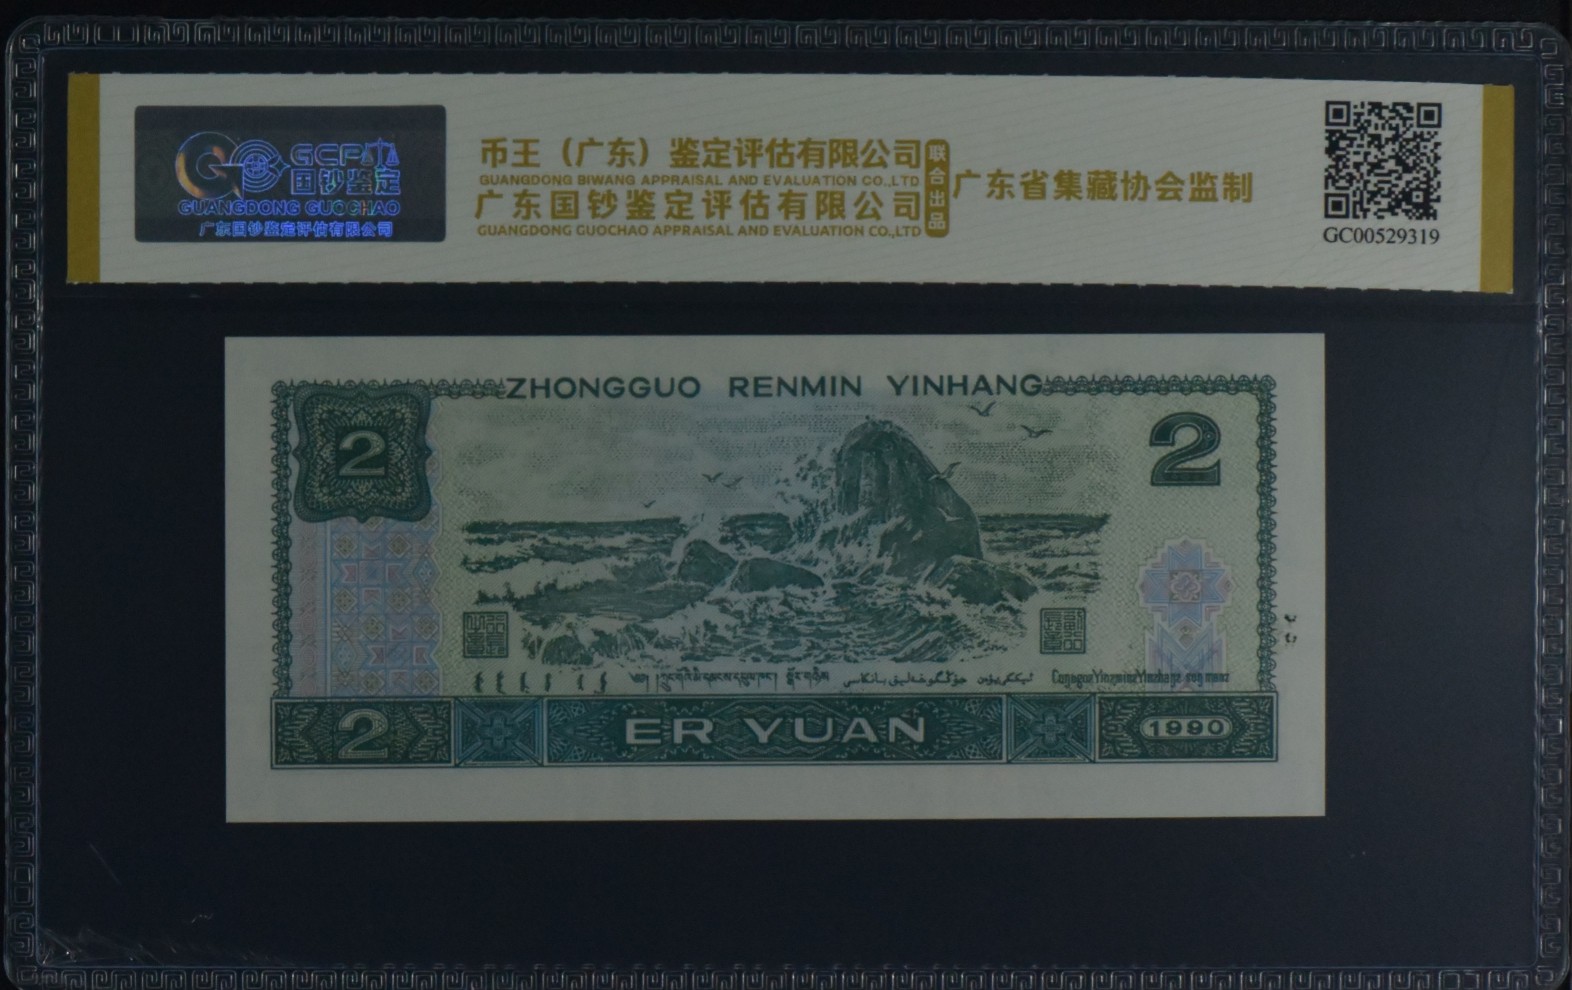 GCP
国钞鉴定
GUANGDONG GUOCHAO
广东国钞鉴定评估有限公司
币王（广东）鉴定评估有限公司
GUANGDONG BIWANG APPRAISAL AND EVALUATION CO.,LTD
广东国钞鉴定评估有限公司
GUANGDONG GUOCHAO APPRAISAL AND EVALUATION CO.,LTD
联合出品
广东省集藏协会监制
GC00529319
ZHONGGUO RENMIN YINHANG
2
2
2
ER YUAN
1990